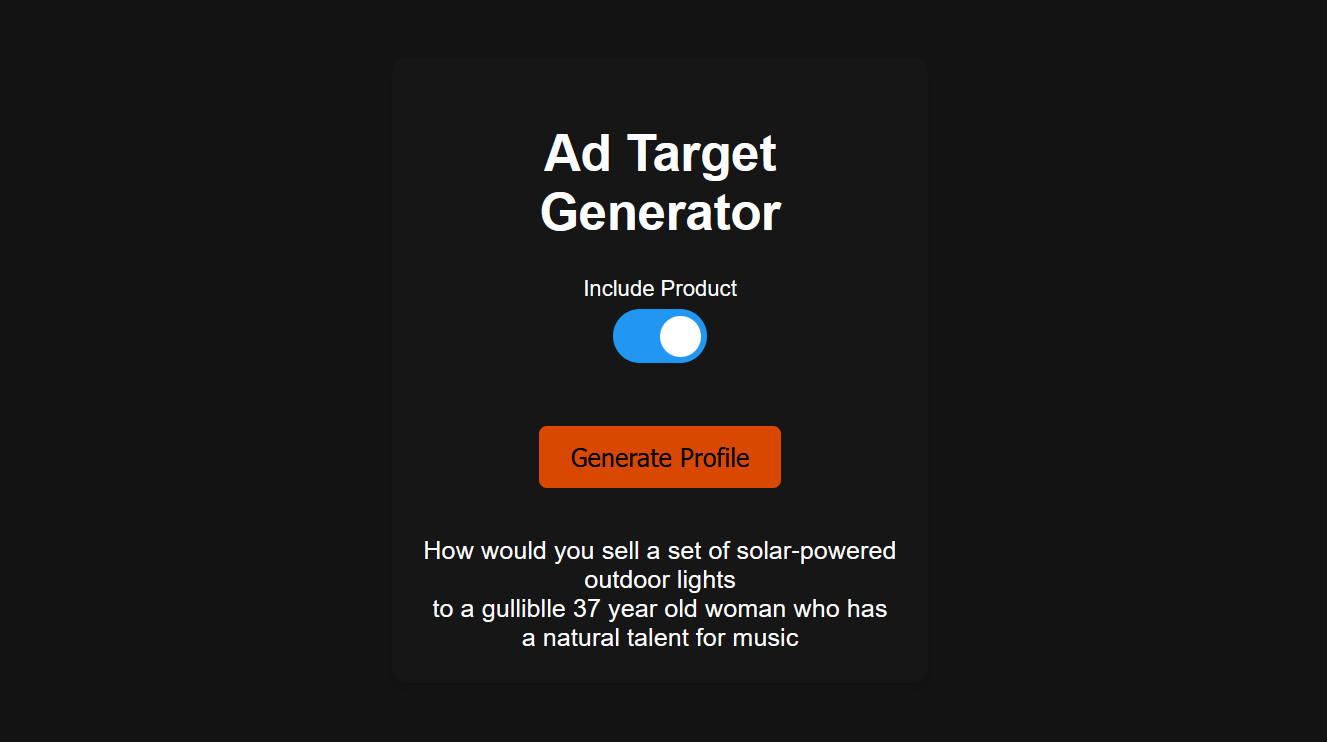 Ad Target
Generator
Include Product
Generate Profile
How would you sell a set of solar-powered
outdoor lights
to a gulliblle 37 year old woman who has
a natural talent for music